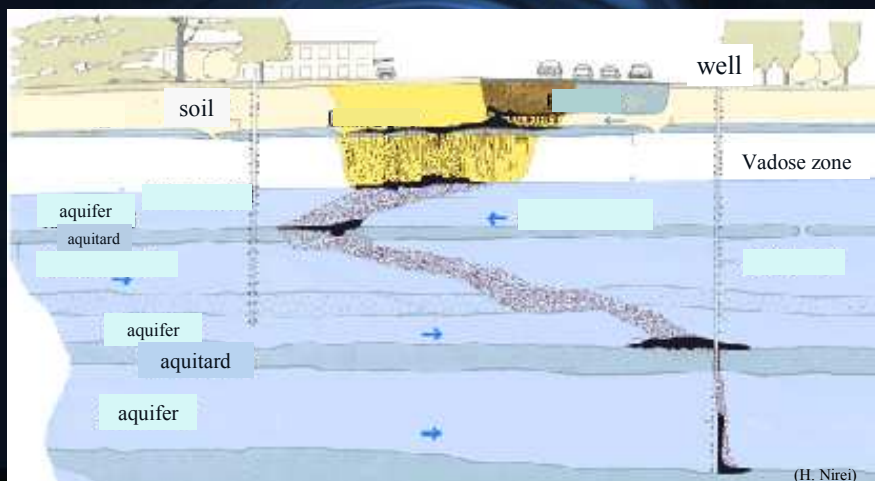 well
soil
Vadose zone
aquifer
aquitard
aquifer
aquitard
aquifer
(H. Nirei)